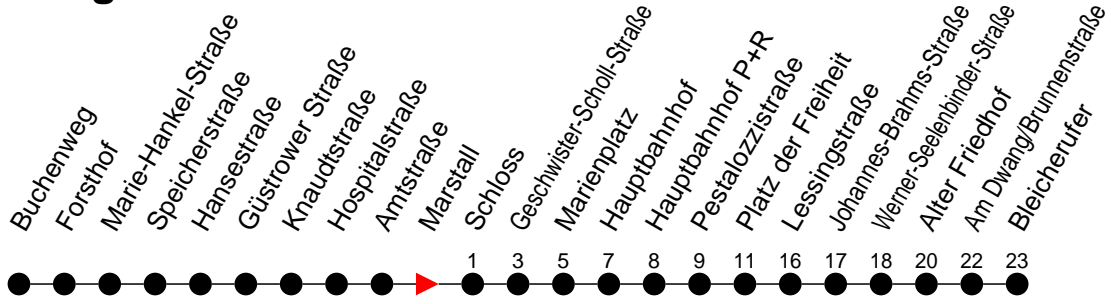 Buchenweg
Forsthof
Marie-Hankel-Straße
Speicherstraße
Hansestraße
Güstrower Straße
Knaudtstraße
Hospitalstraße
Amtstraße
Marstall
Schloss
Geschwister-Scholl-Straße
Marienplatz
Hauptbahnhof
Hauptbahnhof P+R
Pestalozzistraße
Platz der Freiheit
Lessingstraße
Johannes-Brahms-Straße
Werner-Seelenbinder-Straße
Alter Friedhof
Am Dwang/Brunnenstraße
Bleicherufer
1 3 5 7 8 9 11 16 17 18 20 22 23